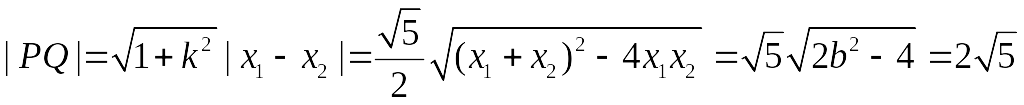 |PQ|=√(1+k²) |x₁ - x₂|=√5/2 √((x₁+x₂)² - 4x₁x₂) =√5√(2b² - 4) =2√5